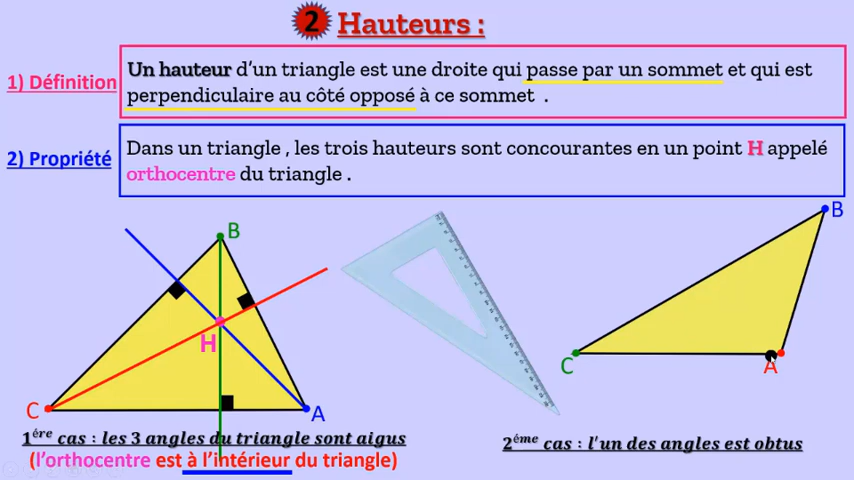 2 Hauteurs :
1) Définition
Un hauteur d'un triangle est une droite qui passe par un sommet et qui est
perpendiculaire au côté opposé à ce sommet .
2) Propriété
Dans un triangle , les trois hauteurs sont concourantes en un point H appelé
orthocentre du triangle .
B
H
C
A
B
C
A
1ére cas : les 3 angles du triangle sont aigus
(l'orthocentre est à l'intérieur du triangle)
2éme cas : l'un des angles est obtus